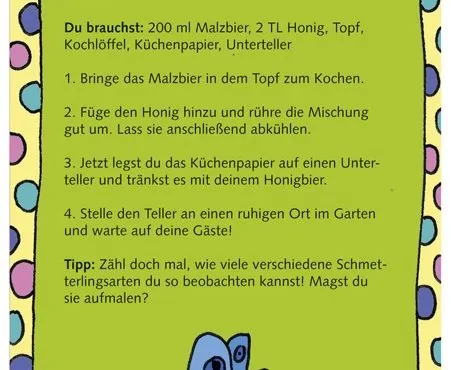 Du brauchst: 200 ml Malzbier, 2 TL Honig, Topf,
Kochlöffel, Küchenpapier, Unterteller
1. Bringe das Malzbier in dem Topf zum Kochen.
2. Füge den Honig hinzu und rühre die Mischung
gut um. Lass sie anschließend abkühlen.
3. Jetzt legst du das Küchenpapier auf einen Unter-
teller und tränkst es mit deinem Honigbier.
4. Stelle den Teller an einen ruhigen Ort im Garten
und warte auf deine Gäste!
Tipp: Zähl doch mal, wie viele verschiedene Schmet-
terlingsarten du so beobachten kannst! Magst du
sie aufmalen?